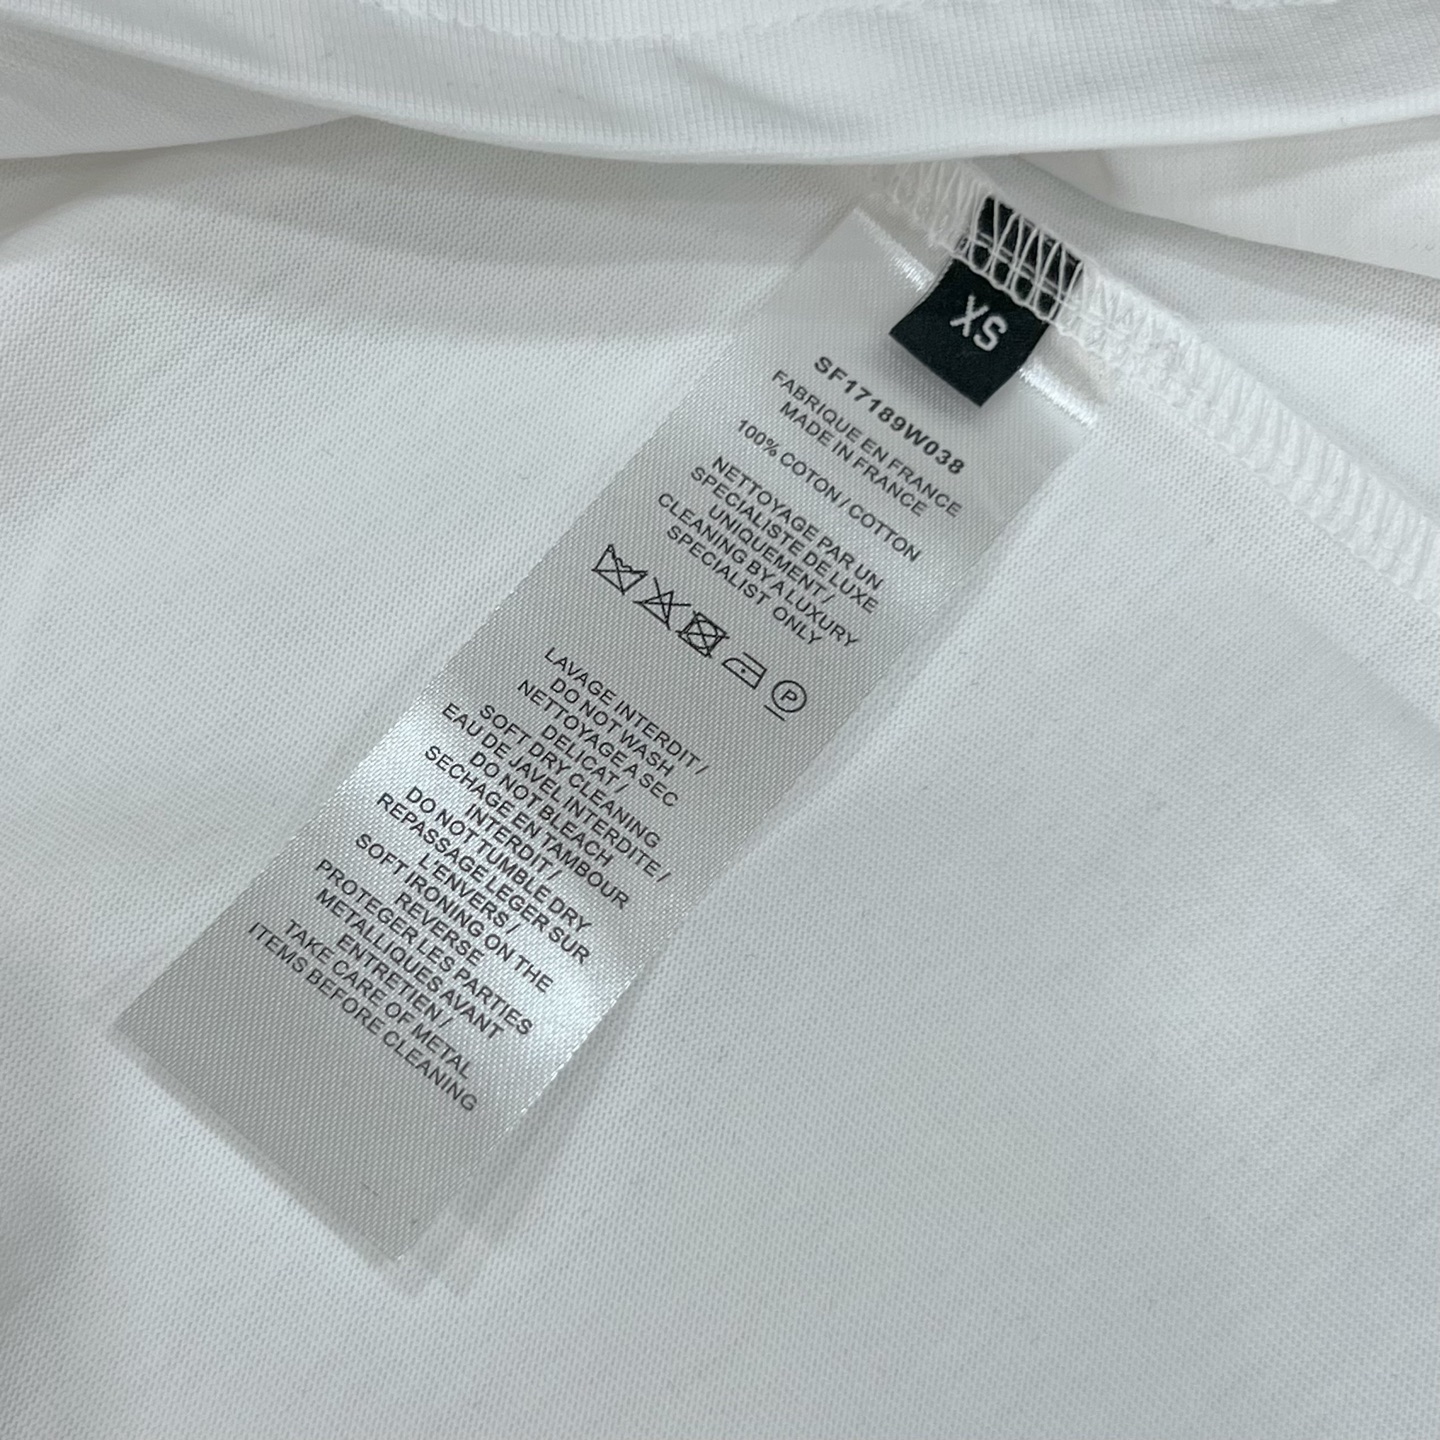 XS
SF17189W038
FABRIQUE EN FRANCE
MADE IN FRANCE
100% COTON / COTTON
NETTOYAGE PAR UN
SPECIALISTE DE LUXE
UNIQUEMENT /
CLEANING BY A LUXURY
SPECIALIST ONLY
P
LAVAGE INTERDIT /
DO NOT WASH
NETTOYAGE A SEC
DELICAT /
SOFT DRY CLEANING
EAU DE JAVEL INTERDITE /
DO NOT BLEACH
SECHAGE EN TAMBOUR
INTERDIT /
DO NOT TUMBLE DRY
REPASSAGE LEGER SUR
L'ENVERS /
SOFT IRONING ON THE
REVERSE
PROTEGER LES PARTIES
METALLIQUES AVANT
ENTRETIEN /
TAKE CARE OF METAL
ITEMS BEFORE CLEANING